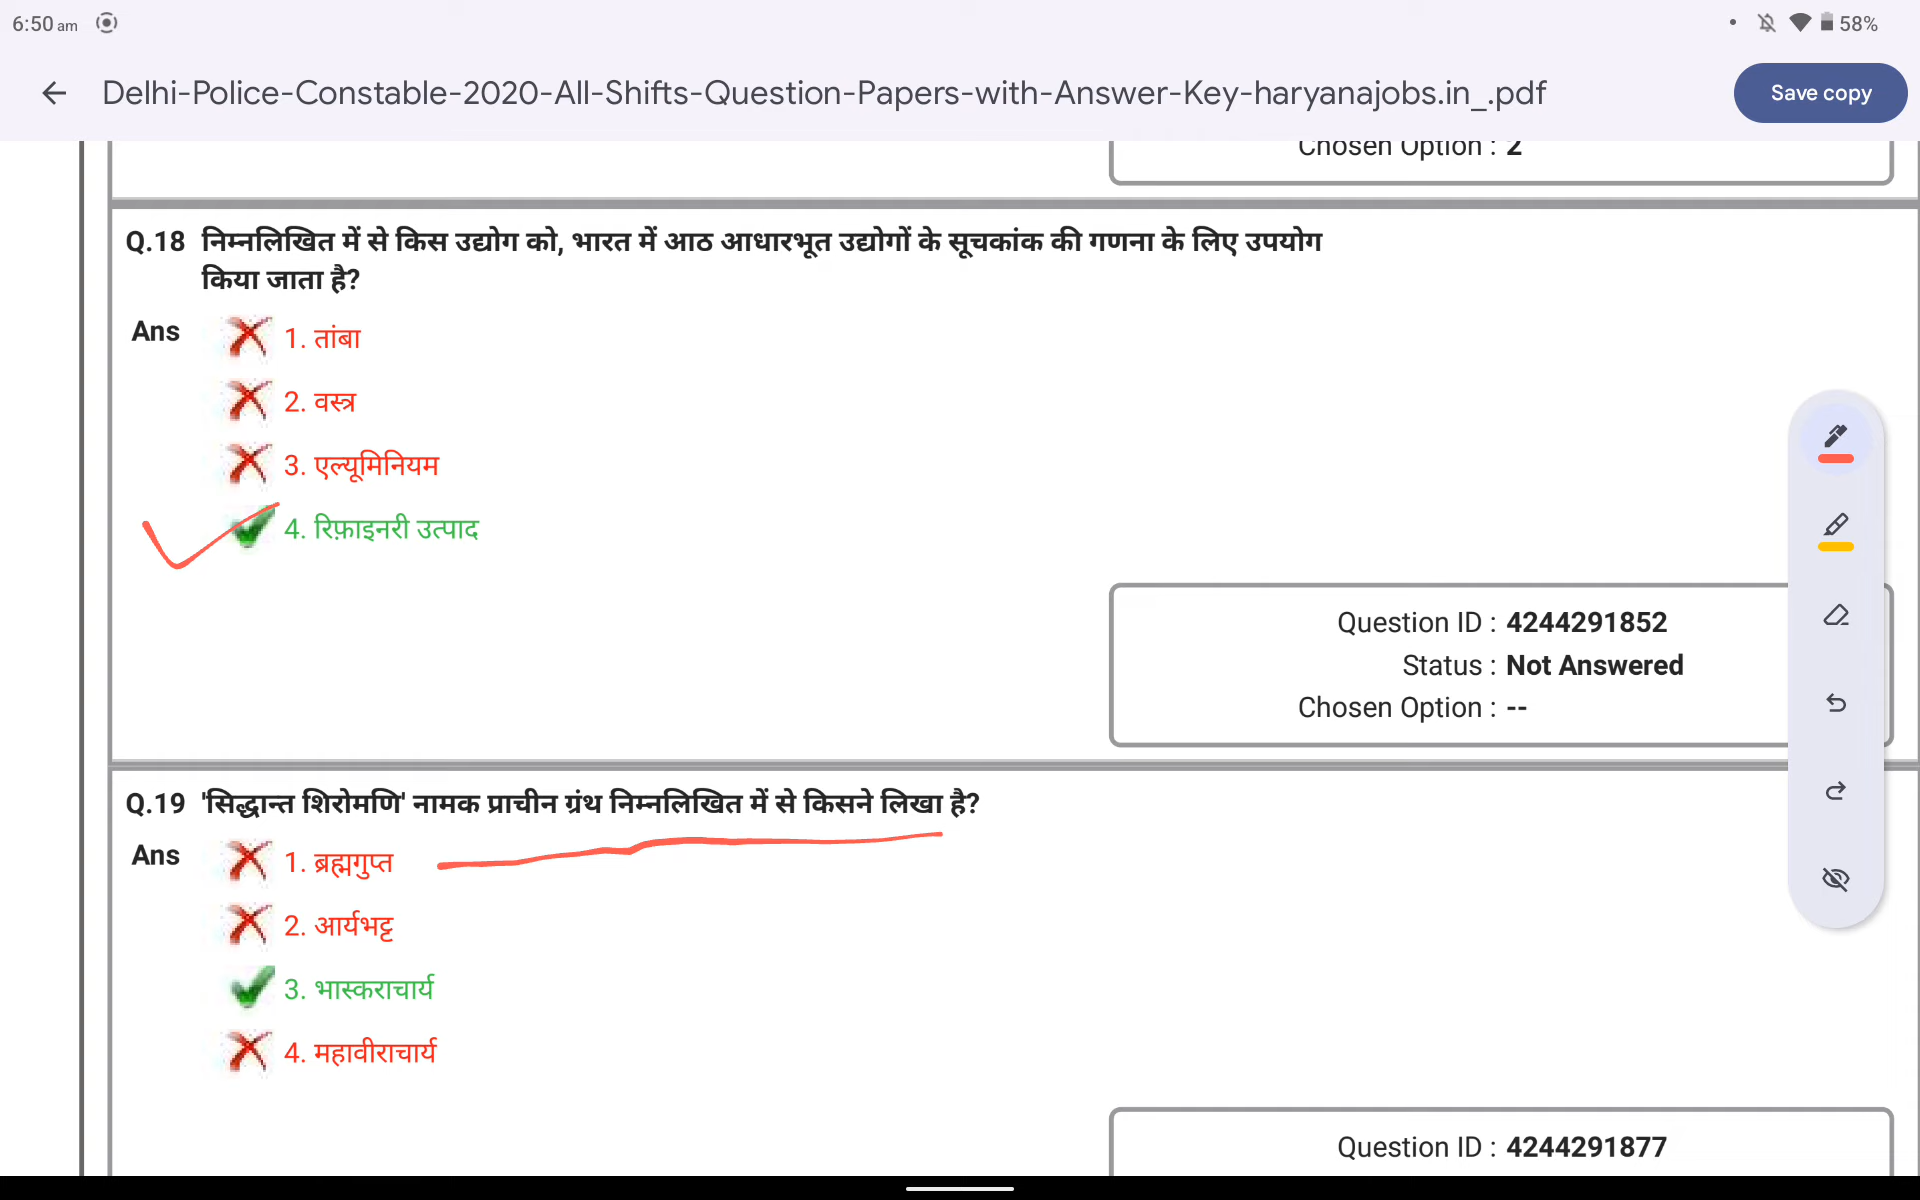 6:50 am
58%
Delhi-Police-Constable-2020-All-Shifts-Question-Papers-with-Answer-Key-haryanajobs.in_.pdf
Save copy
Chosen Option : 2
Q.18 निम्नलिखित में से किस उद्योग को, भारत में आठ आधारभूत उद्योगों के सूचकांक की गणना के लिए उपयोग
किया जाता है?
Ans 1. तांबा
2. वस्त्र
3. एल्यूमिनियम
4. रिफ़ाइनरी उत्पाद
Question ID : 4244291852
Status : Not Answered
Chosen Option : --
Q.19 'सिद्धान्त शिरोमणि' नामक प्राचीन ग्रंथ निम्नलिखित में से किसने लिखा है?
Ans 1. ब्रह्मगुप्त
2. आर्यभट्ट
3. भास्कराचार्य
4. महावीराचार्य
Question ID : 4244291877